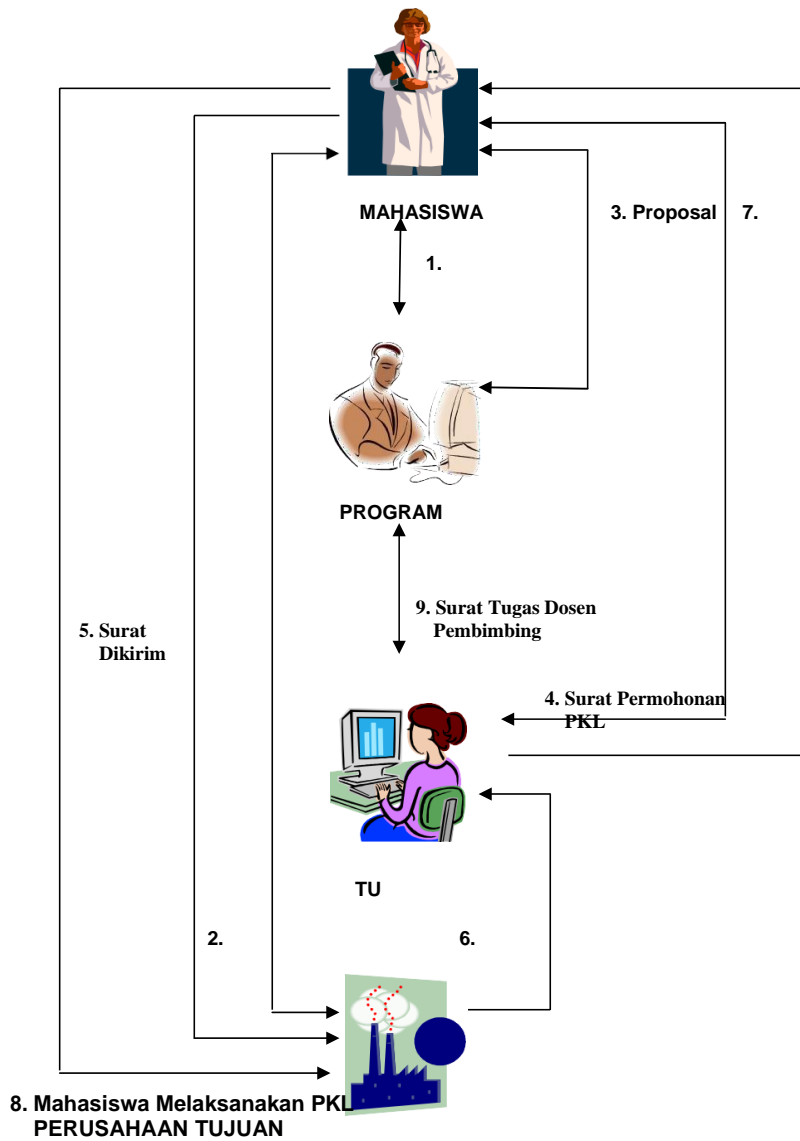 MAHASISWA
3. Proposal
7.
1.
PROGRAM
9. Surat Tugas Dosen
Pembimbing
5. Surat
Dikirim
4. Surat Permohonan
PKL
TU
2.
6.
8. Mahasiswa Melaksanakan PKL
PERUSAHAAN TUJUAN